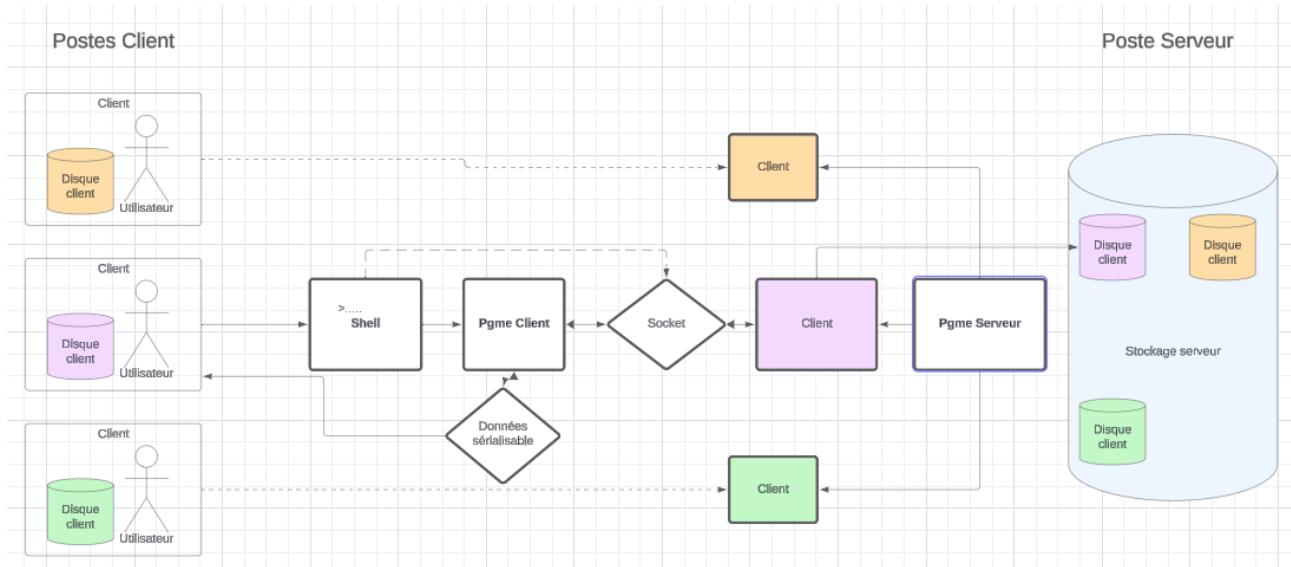 Postes Client
Poste Serveur
Client
Disque
client
Utilisateur
Client
Disque
client
Disque
client
Client
Disque
client
Utilisateur
>.....
Shell
Pgme Client
Socket
Client
Pgme Serveur
Stockage serveur
Données
sérialisable
Client
Disque
client
Utilisateur
Client
Disque
client